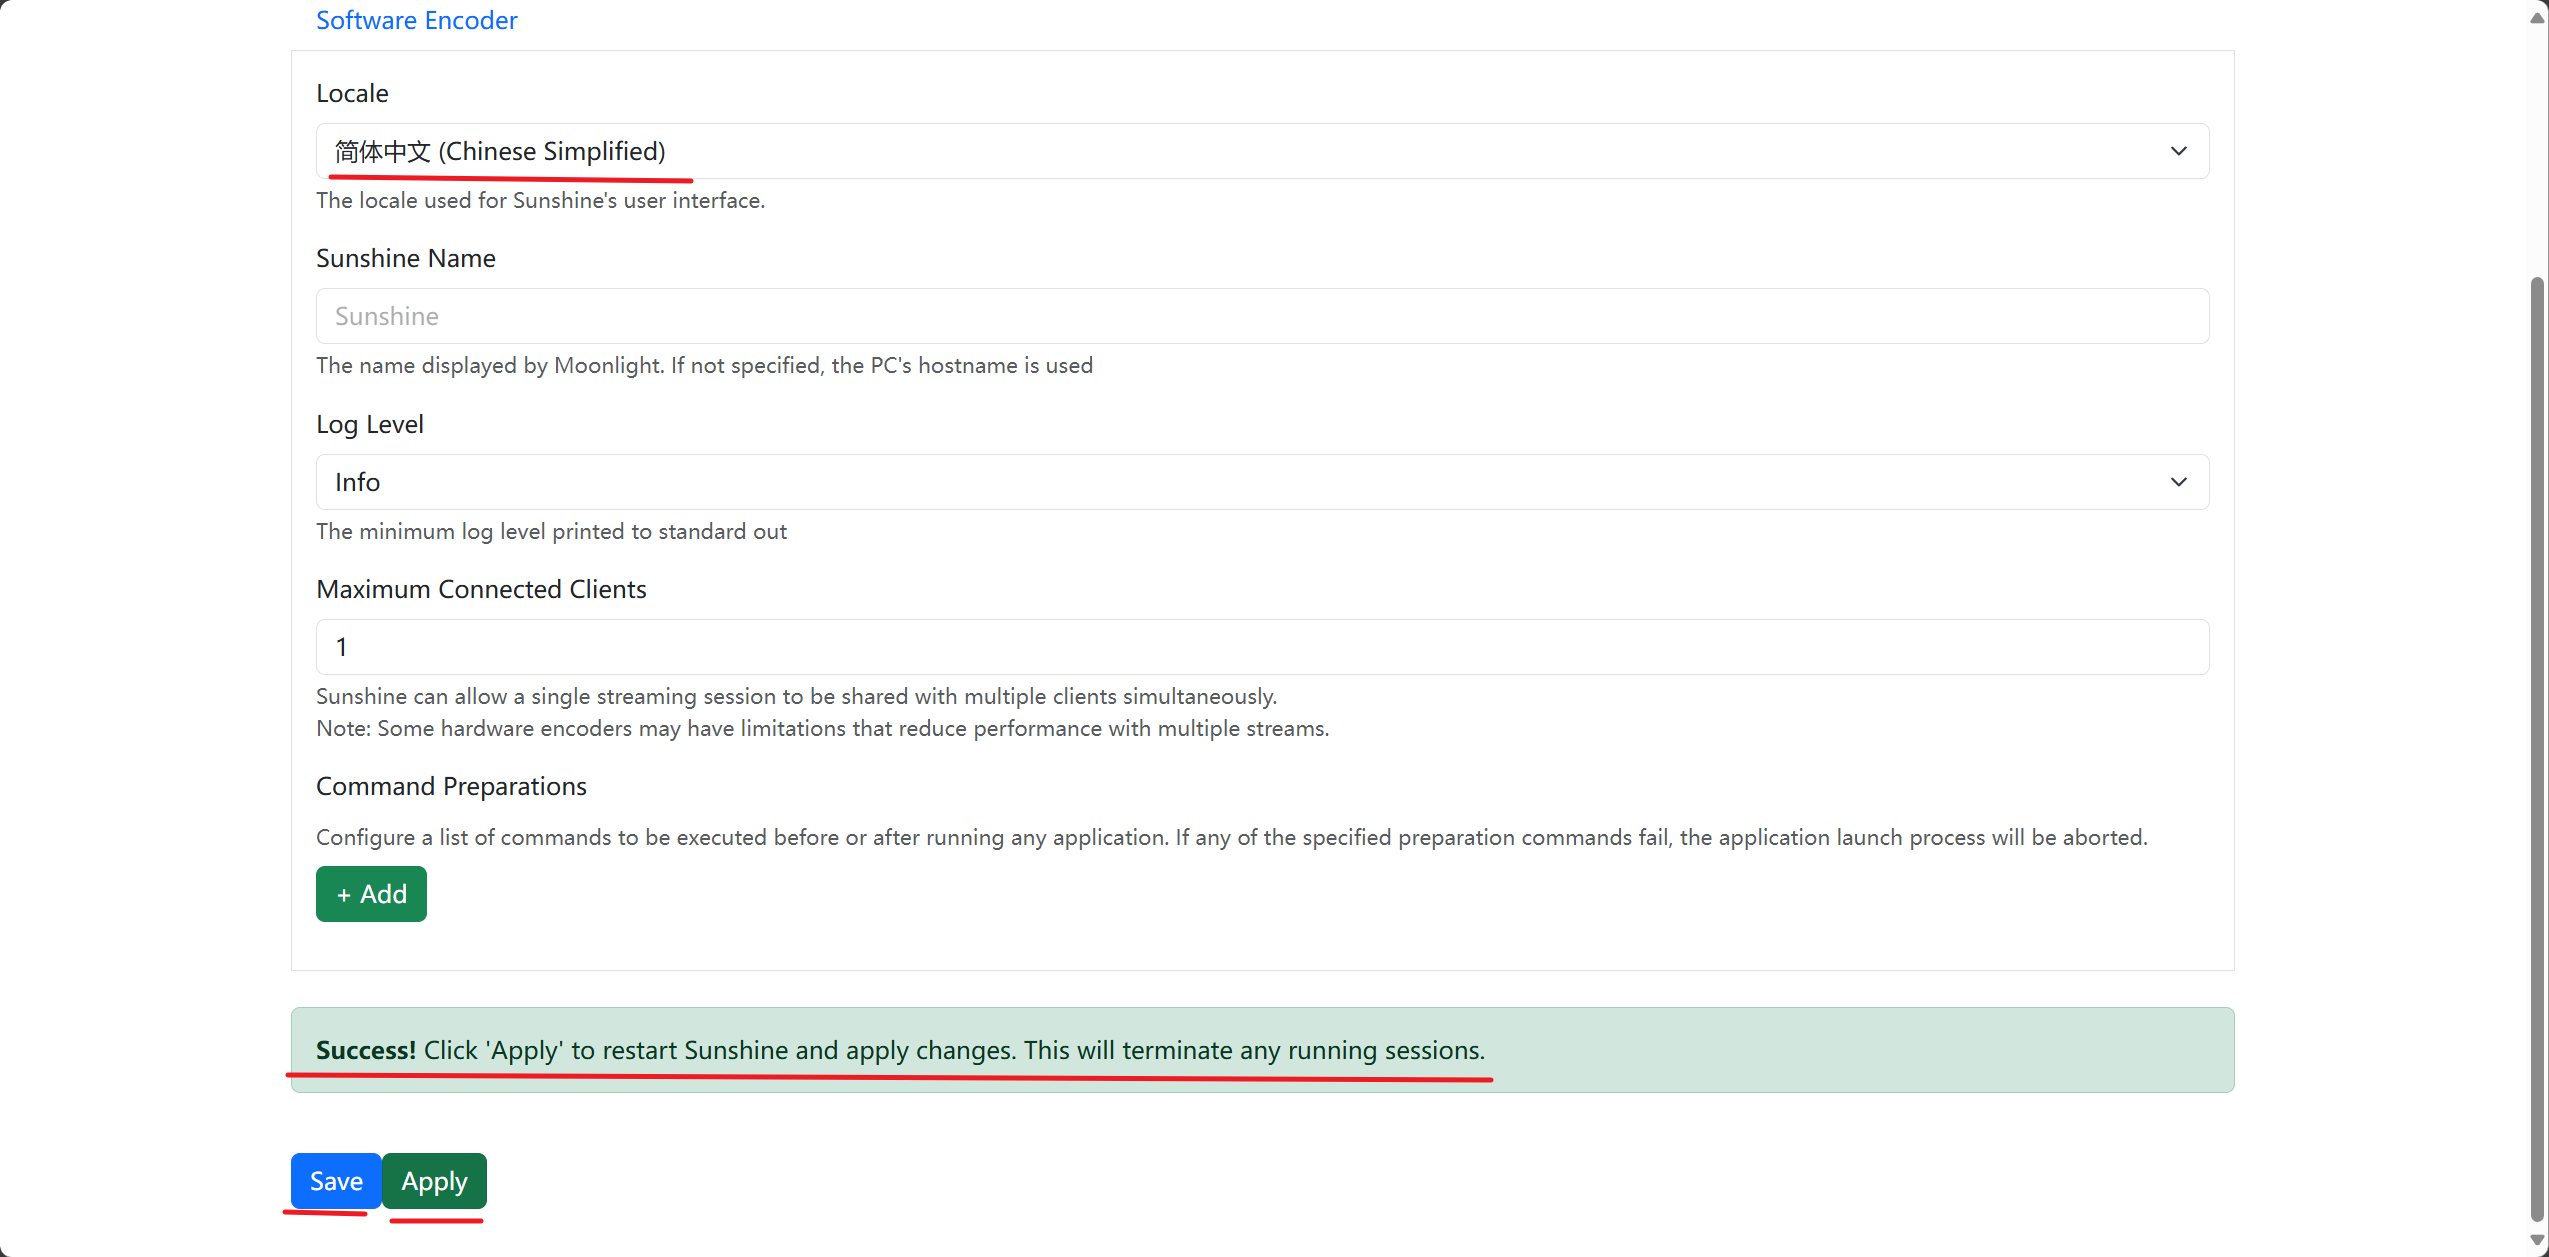 Software Encoder
Locale
简体中文 (Chinese Simplified)
The locale used for Sunshine's user interface.
Sunshine Name
Sunshine
The name displayed by Moonlight. If not specified, the PC's hostname is used
Log Level
Info
The minimum log level printed to standard out
Maximum Connected Clients
1
Sunshine can allow a single streaming session to be shared with multiple clients simultaneously.
Note: Some hardware encoders may have limitations that reduce performance with multiple streams.
Command Preparations
Configure a list of commands to be executed before or after running any application. If any of the specified preparation commands fail, the application launch process will be aborted.
+ Add
Success! Click 'Apply' to restart Sunshine and apply changes. This will terminate any running sessions.
Save Apply